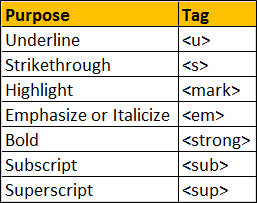 Purpose Tag
Underline <u>
Strikethrough <s>
Highlight <mark>
Emphasize or Italicize <em>
Bold <strong>
Subscript <sub>
Superscript <sup>